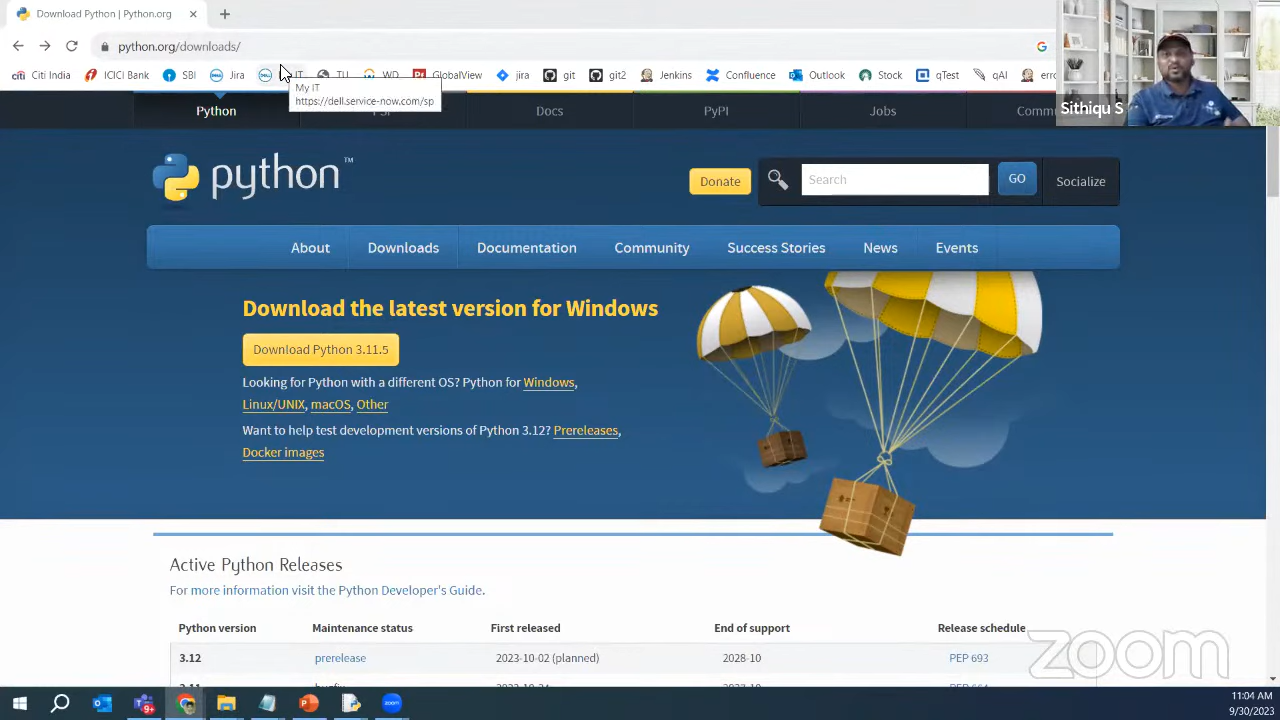 Download Python | Python.org
python.org/downloads/
Citi India ICICI Bank SBI Jira IT TU WD GlobalView jira git git2 Jenkins Confluence Outlook Stock qTest qAI
My IT
https://dell.service-now.com/sp
Python Docs PyPI Jobs
Sithiqu S
python™
Donate Search GO Socialize
About Downloads Documentation Community Success Stories News Events
Download the latest version for Windows
Download Python 3.11.5
Looking for Python with a different OS? Python for Windows,
Linux/UNIX, macOS, Other
Want to help test development versions of Python 3.12? Prereleases,
Docker images
Active Python Releases
For more information visit the Python Developer's Guide.
Python version Maintenance status First released End of support Release schedule
3.12 prerelease 2023-10-02 (planned) 2028-10 PEP 693
zoom
11:04 AM
9/30/2023